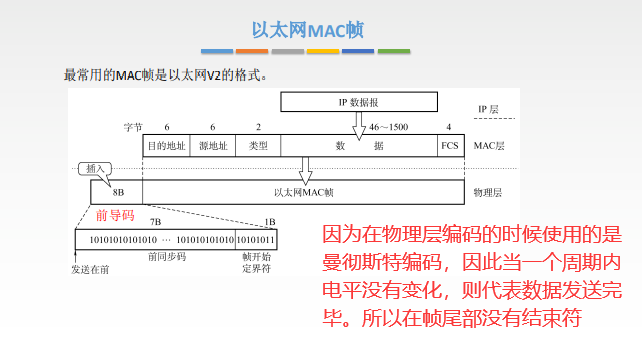 以太网MAC帧
最常用的MAC帧是以太网V2的格式。
IP 数据报
IP 层
字节 6 6 2 46～1500 4
目的地址 源地址 类型 数 据 FCS MAC层
插入
8B 以太网MAC帧 物理层
前导码 7B 1B
10101010101010 … 101010101010 10101011
前同步码 帧开始
定界符
发送在前
因为在物理层编码的时候使用的是
曼彻斯特编码，因此当一个周期内
电平没有变化，则代表数据发送完
毕。所以在帧尾部没有结束符